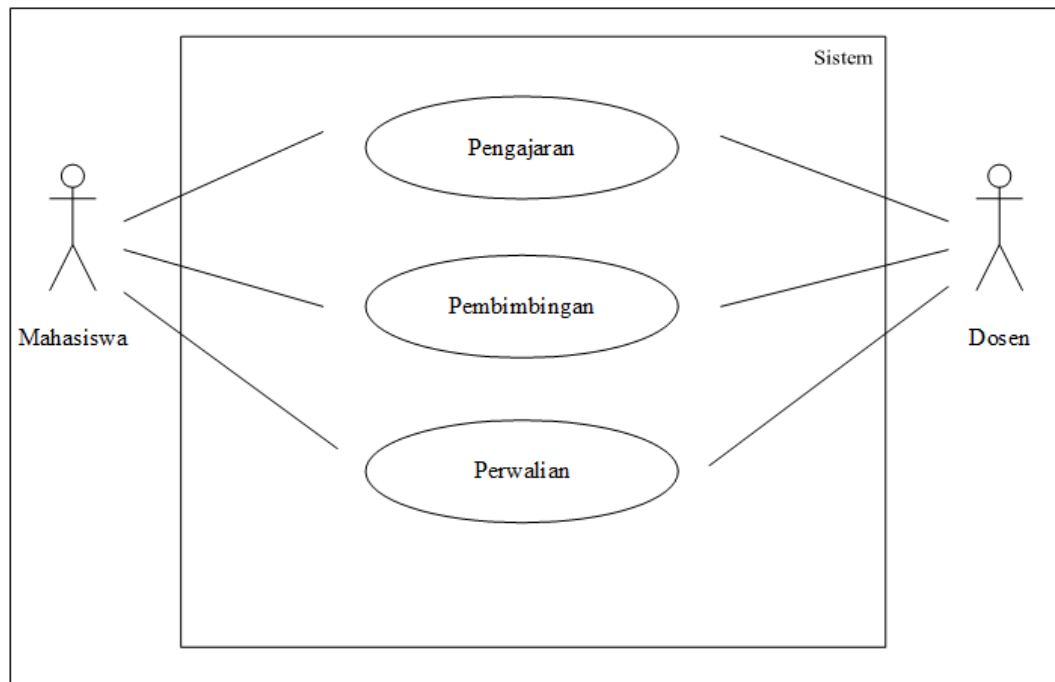 Sistem
Pengajaran
Pembimbingan
Mahasiswa
Dosen
Perwalian